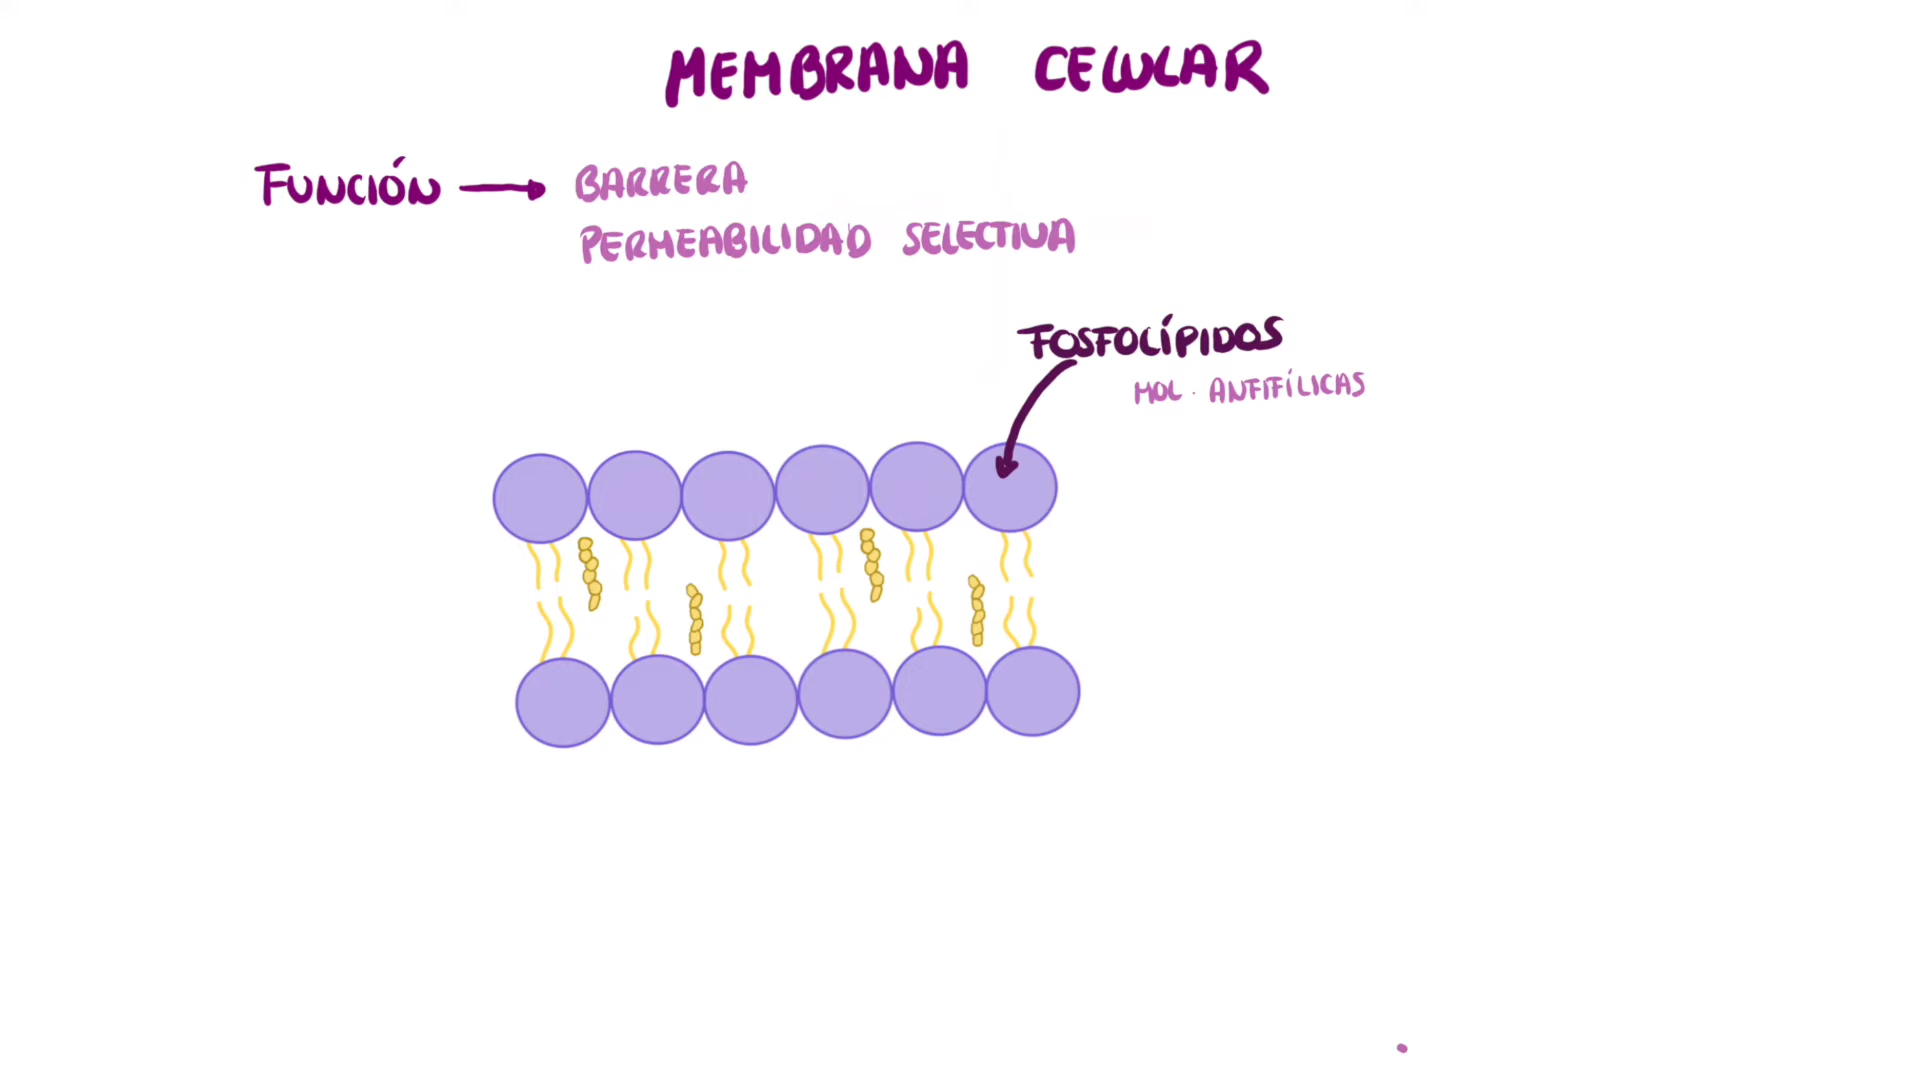 MEMBRANA CELULAR
FUNCIÓN → BARRERA
PERMEABILIDAD SELECTIVA
FOSFOLÍPIDOS
MOL. ANFIFÍLICAS